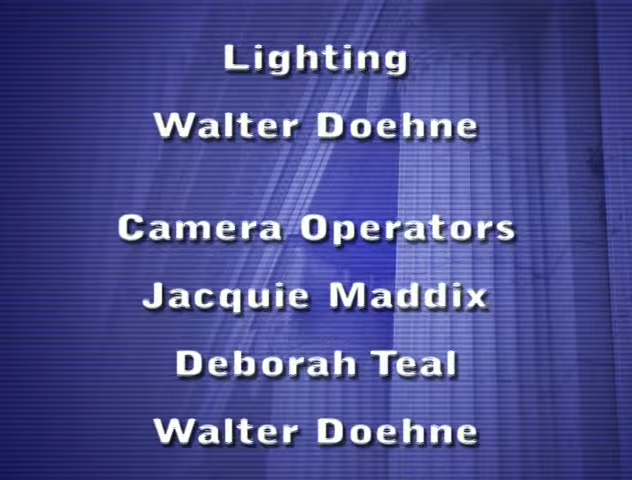 Lighting
Walter Doehne
Camera Operators
Jacquie Maddix
Deborah Teal
Walter Doehne